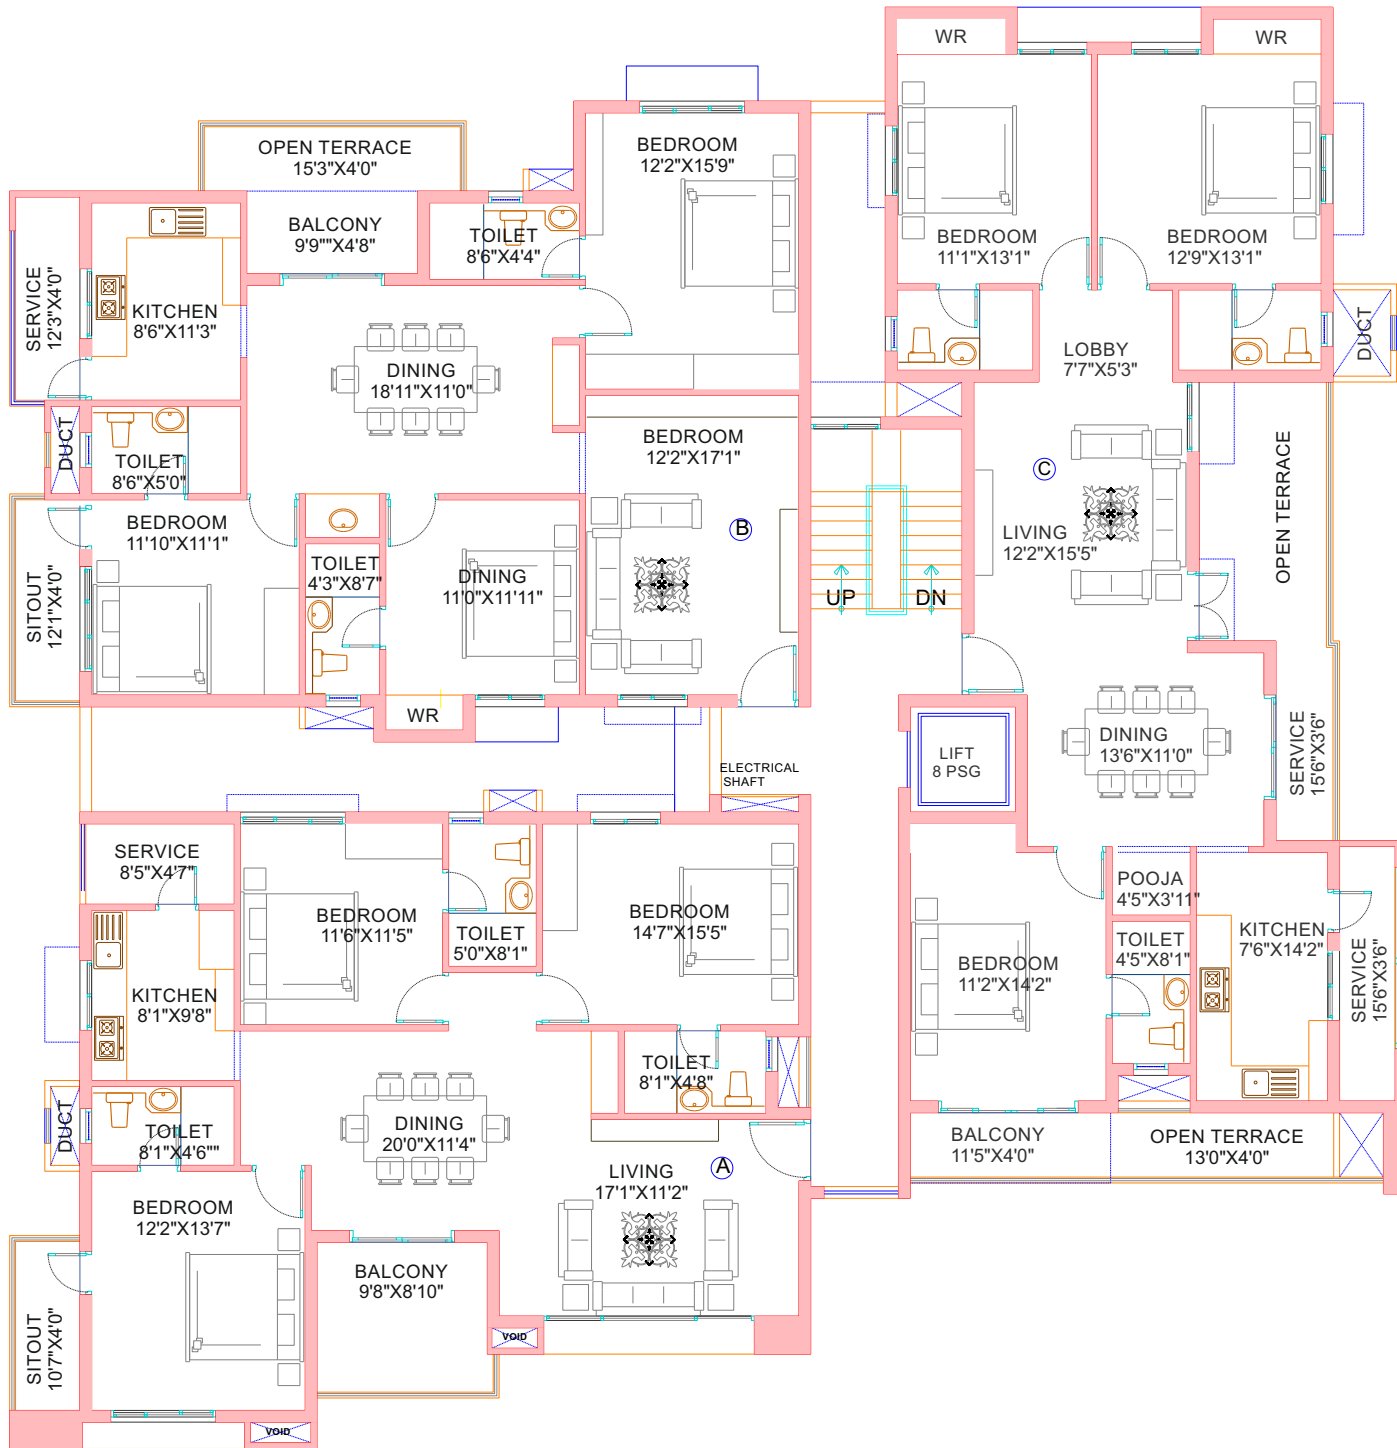 WR
WR
OPEN TERRACE
15'3"X4'0"
BEDROOM
12'2"X15'9"
BALCONY
9'9""X4'8"
TOILET
8'6"X4'4"
BEDROOM
11'1"X13'1"
BEDROOM
12'9"X13'1"
SERVICE
12'3"X4'0"
KITCHEN
8'6"X11'3"
DUCT
LOBBY
7'7"X5'3"
DINING
18'11"X11'0"
DUCT
TOILET
8'6"X5'0"
BEDROOM
12'2"X17'1"
C
OPEN TERRACE
BEDROOM
11'10"X11'1"
B
LIVING
12'2"X15'5"
TOILET
4'3"X8'7"
DINING
11'0"X11'11"
SITOUT
12'1"X4'0"
UP
DN
WR
DINING
13'6"X11'0"
SERVICE
15'6"X3'6"
LIFT
8 PSG
ELECTRICAL
SHAFT
SERVICE
8'5"X4'7"
POOJA
4'5"X3'11"
BEDROOM
11'6"X11'5"
BEDROOM
14'7"X15'5"
TOILET
5'0"X8'1"
TOILET
4'5"X8'1"
KITCHEN
7'6"X14'2"
SERVICE
15'6"X3'6"
BEDROOM
11'2"X14'2"
KITCHEN
8'1"X9'8"
TOILET
8'1"X4'8"
DUCT
TOILET
8'1"X4'6""
DINING
20'0"X11'4"
BALCONY
11'5"X4'0"
OPEN TERRACE
13'0"X4'0"
A
LIVING
17'1"X11'2"
BEDROOM
12'2"X13'7"
BALCONY
9'8"X8'10"
SITOUT
10'7"X4'0"
VOID
VOID